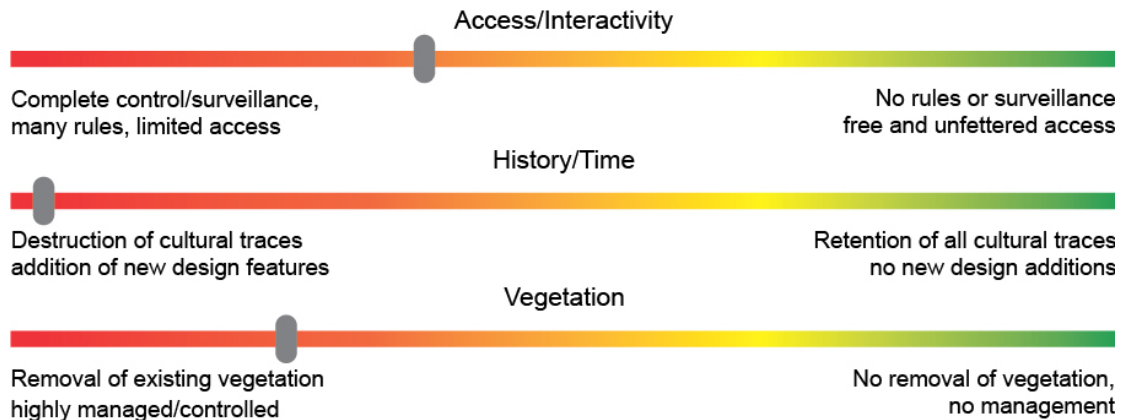 Access/Interactivity
Complete control/surveillance,
many rules, limited access
No rules or surveillance
free and unfettered access
History/Time
Destruction of cultural traces
addition of new design features
Retention of all cultural traces
no new design additions
Vegetation
Removal of existing vegetation
highly managed/controlled
No removal of vegetation,
no management